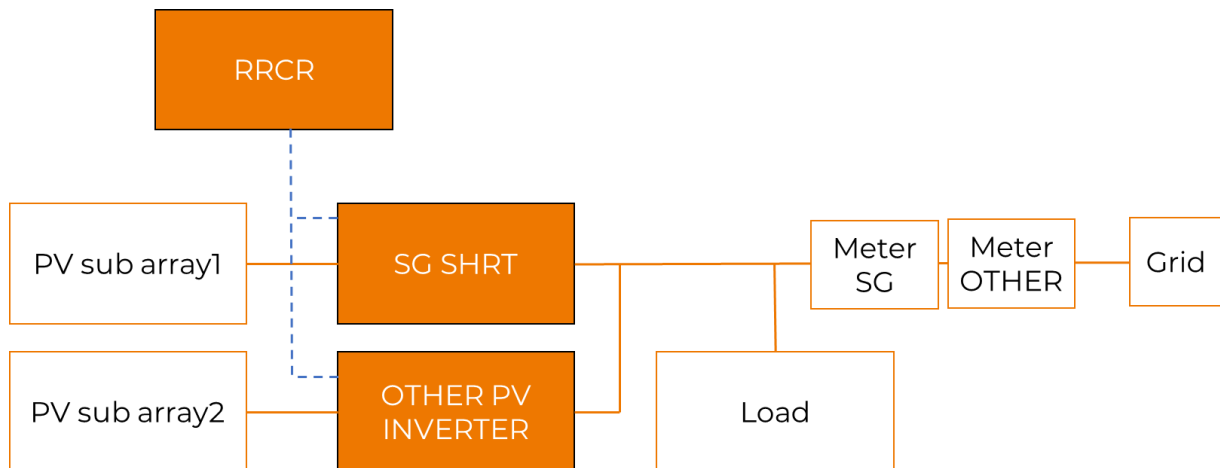 RRCR
PV sub array1
SG SHRT
Meter
SG
Meter
OTHER
Grid
PV sub array2
OTHER PV
INVERTER
Load